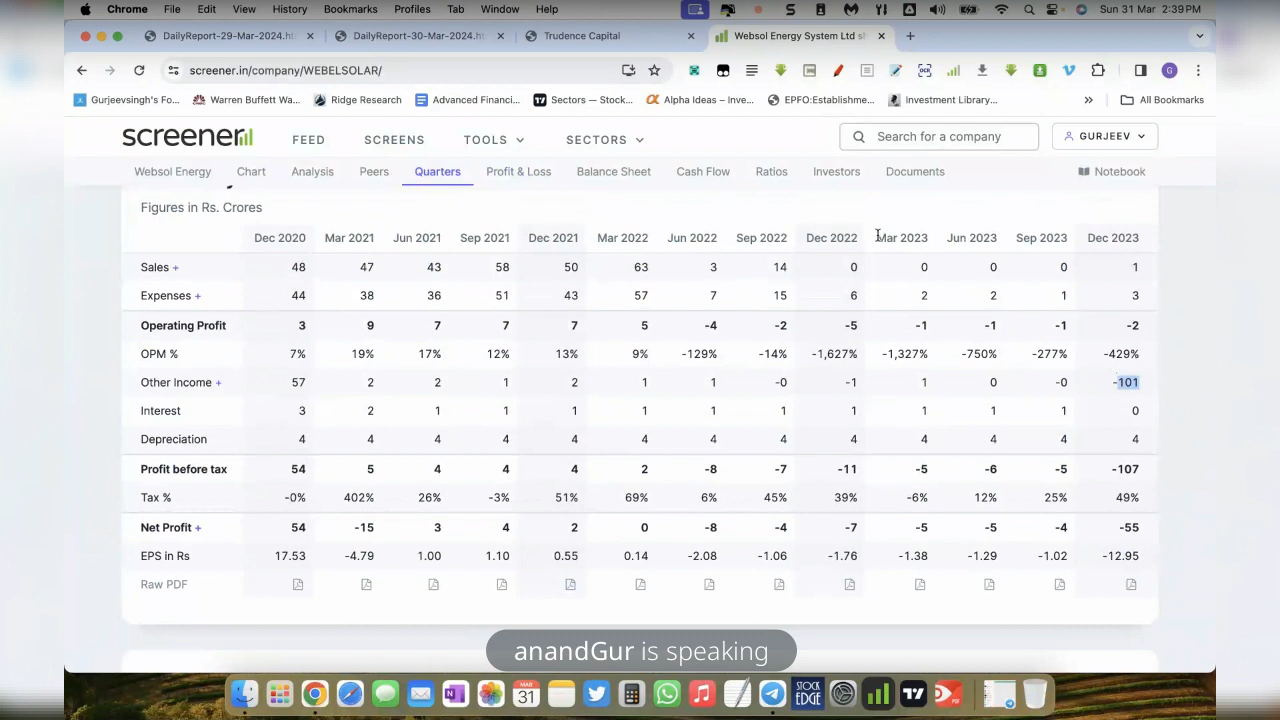 Chrome File Edit View History Bookmarks Profiles Tab Window Help Sun 31 Mar 2:39 PM
DailyReport-29-Mar-2024.ht DailyReport-30-Mar-2024.ht Trudence Capital Websol Energy System Ltd sh
screener.in/company/WEBELSOLAR/ G
Gurjeevsingh's Fo... Warren Buffett Wa... Ridge Research Advanced Financi... Sectors — Stock... Alpha Ideas – Inve... EPFO:Establishme... Investment Library... » All Bookmarks
screener FEED SCREENS TOOLS SECTORS Search for a company GURJEEV
Websol Energy Chart Analysis Peers Quarters Profit & Loss Balance Sheet Cash Flow Ratios Investors Documents Notebook
Figures in Rs. Crores
Dec 2020 Mar 2021 Jun 2021 Sep 2021 Dec 2021 Mar 2022 Jun 2022 Sep 2022 Dec 2022 Mar 2023 Jun 2023 Sep 2023 Dec 2023
Sales + 48 47 43 58 50 63 3 14 0 0 0 0 1
Expenses + 44 38 36 51 43 57 7 15 6 2 2 1 3
Operating Profit 3 9 7 7 7 5 -4 -2 -5 -1 -1 -1 -2
OPM % 7% 19% 17% 12% 13% 9% -129% -14% -1,627% -1,327% -750% -277% -429%
Other Income + 57 2 2 1 2 1 1 -0 -1 1 0 -0 -101
Interest 3 2 1 1 1 1 1 1 1 1 1 1 0
Depreciation 4 4 4 4 4 4 4 4 4 4 4 4 4
Profit before tax 54 5 4 4 4 2 -8 -7 -11 -5 -6 -5 -107
Tax % -0% 402% 26% -3% 51% 69% 6% 45% 39% -6% 12% 25% 49%
Net Profit + 54 -15 3 4 2 0 -8 -4 -7 -5 -5 -4 -55
EPS in Rs 17.53 -4.79 1.00 1.10 0.55 0.14 -2.08 -1.06 -1.76 -1.38 -1.29 -1.02 -12.95
Raw PDF
anandGur is speaking
MAR 31 STOCK EDGE